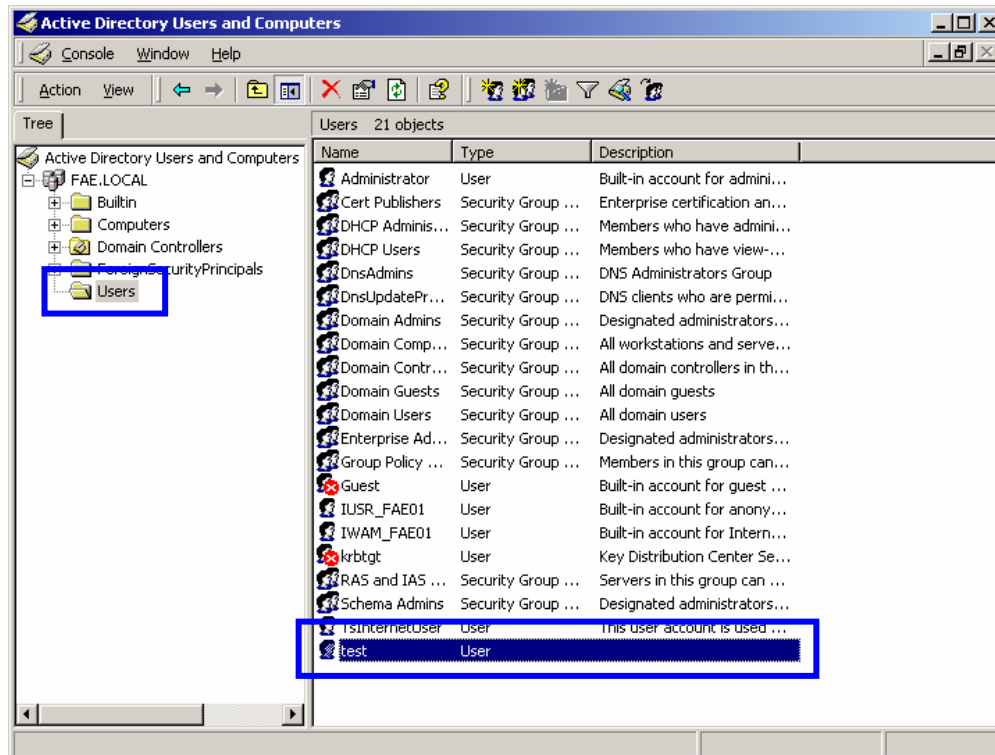 Active Directory Users and Computers
Console Window Help
Action View
Tree
Users 21 objects
Active Directory Users and Computers
FAE.LOCAL
Builtin
Computers
Domain Controllers
ForeignSecurityPrincipals
Users
Name Type Description
Administrator User Built-in account for admini...
Cert Publishers Security Group ... Enterprise certification an...
DHCP Adminis... Security Group ... Members who have admini...
DHCP Users Security Group ... Members who have view-...
DnsAdmins Security Group ... DNS Administrators Group
DnsUpdatePr... Security Group ... DNS clients who are permi...
Domain Admins Security Group ... Designated administrators...
Domain Comp... Security Group ... All workstations and serve...
Domain Contr... Security Group ... All domain controllers in th...
Domain Guests Security Group ... All domain guests
Domain Users Security Group ... All domain users
Enterprise Ad... Security Group ... Designated administrators...
Group Policy ... Security Group ... Members in this group can...
Guest User Built-in account for guest ...
IUSR_FAE01 User Built-in account for anony...
IWAM_FAE01 User Built-in account for Intern...
krbtgt User Key Distribution Center Se...
RAS and IAS ... Security Group ... Servers in this group can ...
Schema Admins Security Group ... Designated administrators...
TsInternetUser User This user account is used ...
test User